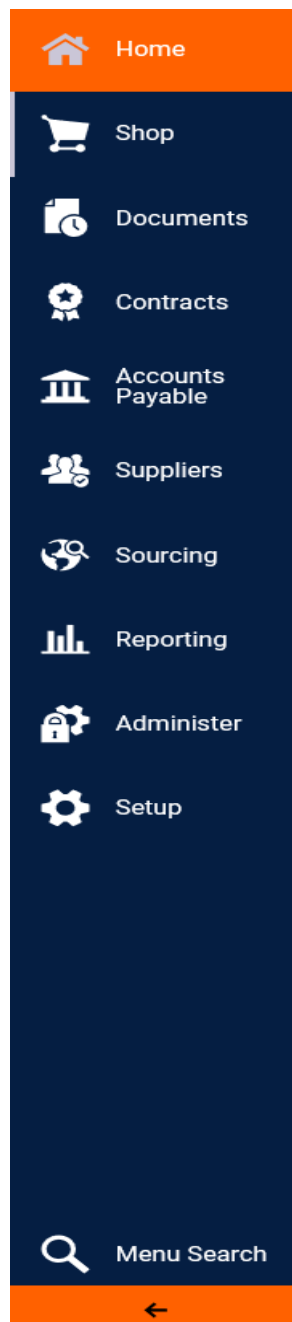 Home
Shop
Documents
Contracts
Accounts
Payable
Suppliers
Sourcing
Reporting
Administer
Setup
Menu Search